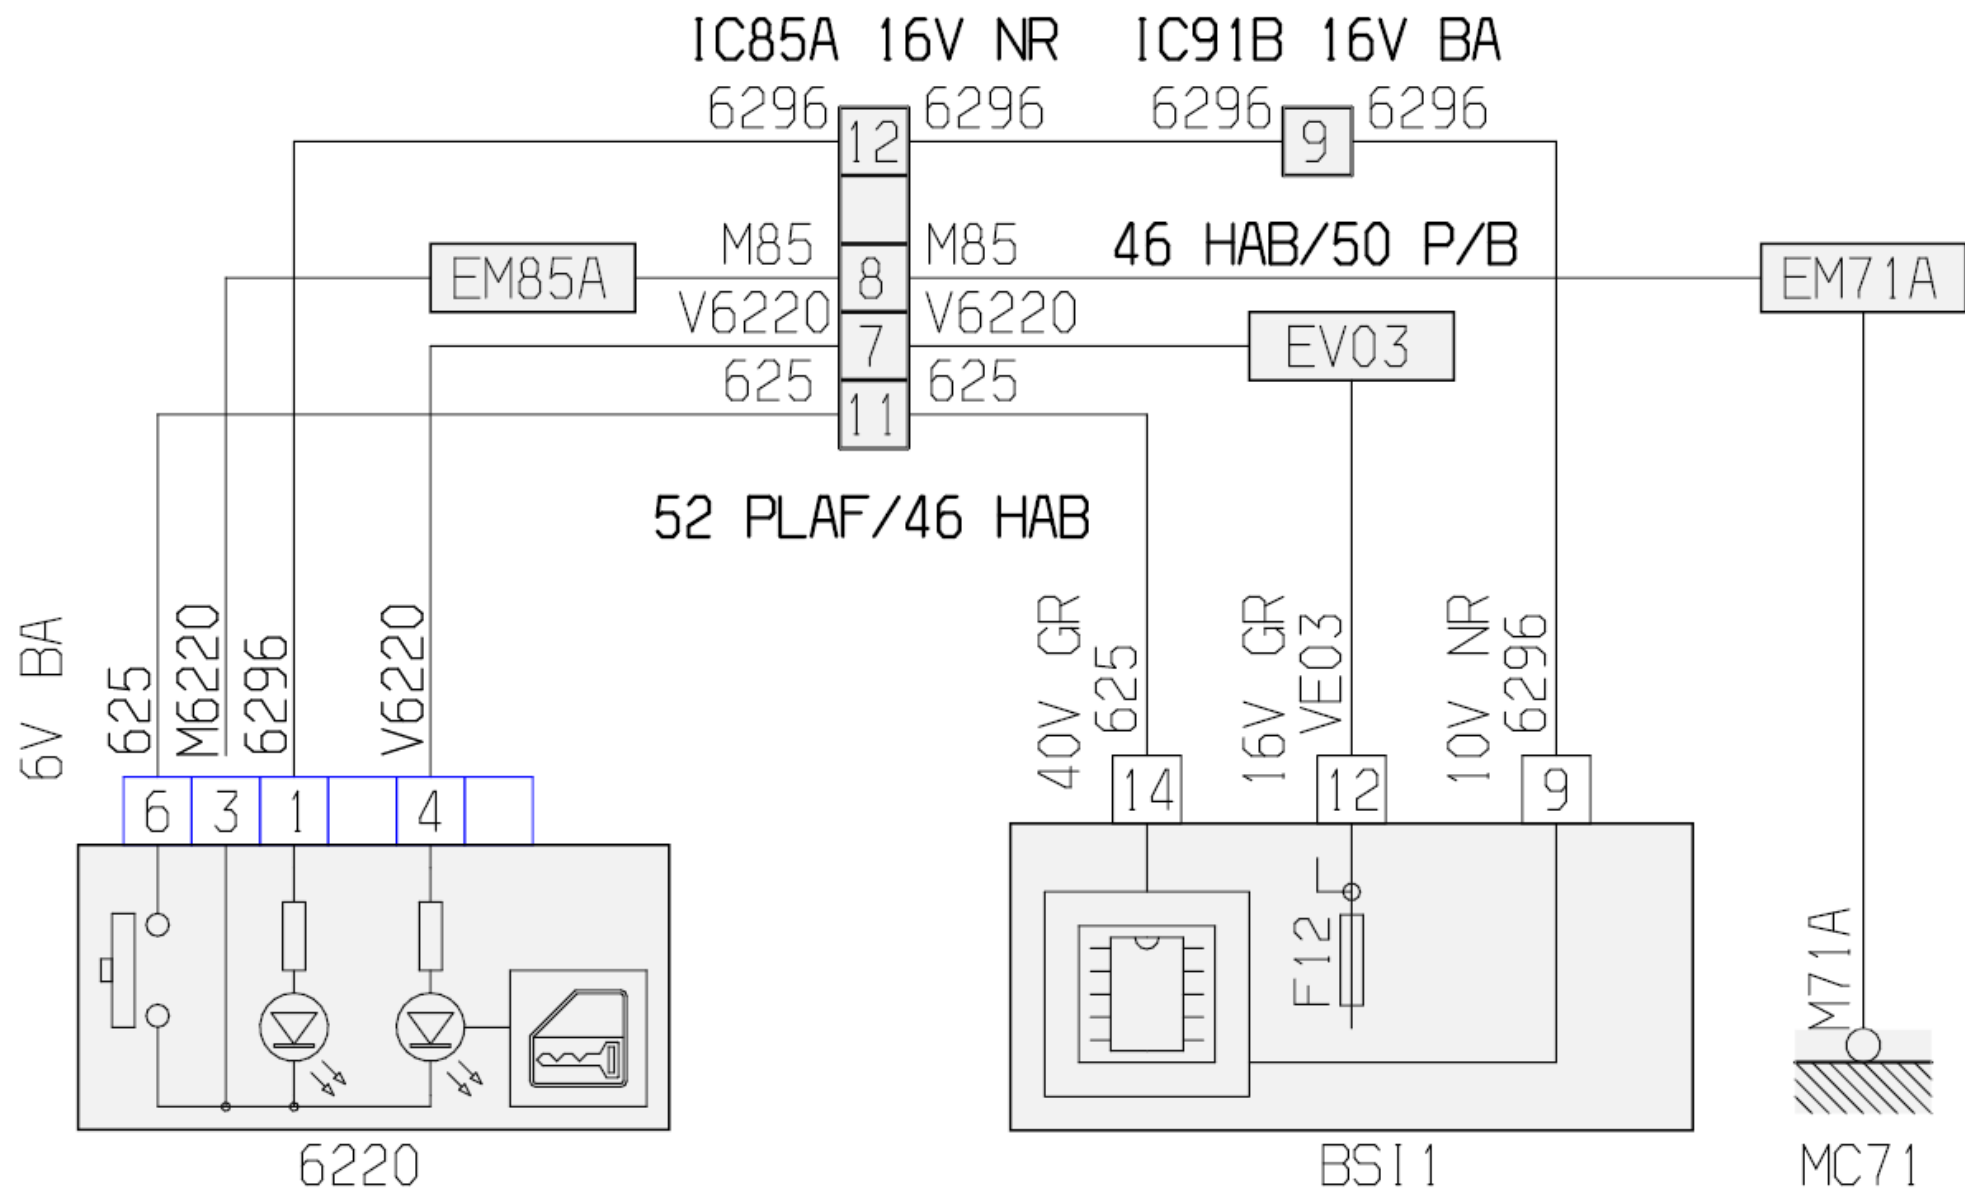 IC85A 16V NR
IC91B 16V BA
6296
12
6296
6296
9
6296
M85
M85
46 HAB/50 P/B
EM85A
8
EM71A
V6220
V6220
7
EV03
625
625
11
52 PLAF/46 HAB
6V BA
625
M6220
6296
V6220
40V GR
625
16V GR
VE03
10V NR
6296
6
3
1
4
14
12
9
F12
M71A
6220
BSI1
MC71